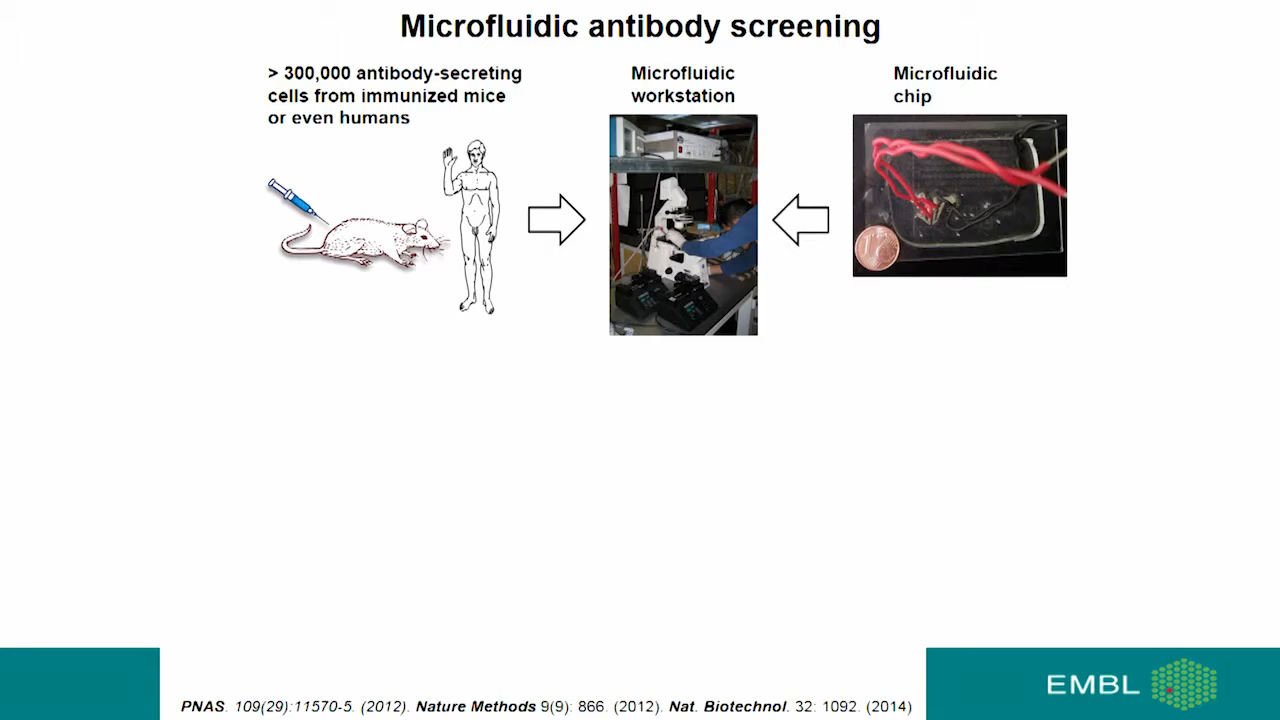 Microfluidic antibody screening
> 300,000 antibody-secreting
cells from immunized mice
or even humans
Microfluidic
workstation
Microfluidic
chip
1
EMBL
PNAS. 109(29):11570-5. (2012). Nature Methods 9(9): 866. (2012). Nat. Biotechnol. 32: 1092. (2014)